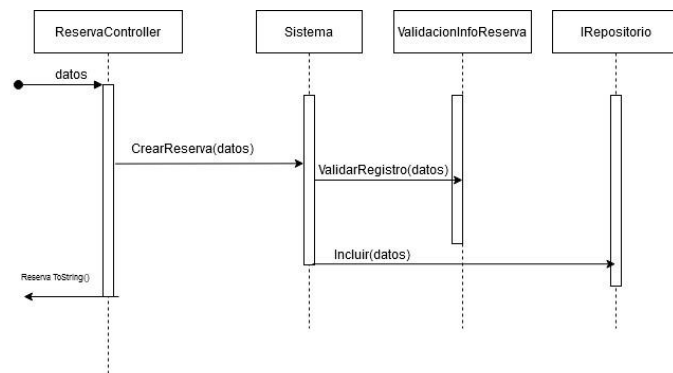 ReservaController
Sistema
ValidacionInfoReserva
IRepositorio
datos
CrearReserva(datos)
ValidarRegistro(datos)
Incluir(datos)
Reserva ToString()